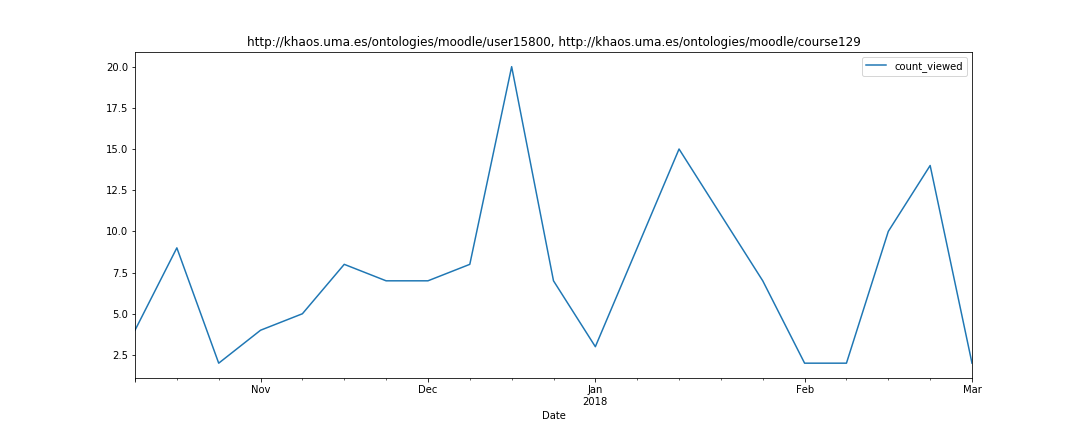 http://khaos.uma.es/ontologies/moodle/user15800, http://khaos.uma.es/ontologies/moodle/course129
count_viewed
20.0
17.5
15.0
12.5
10.0
7.5
5.0
2.5
Nov Dec Jan Feb Mar
2018
Date